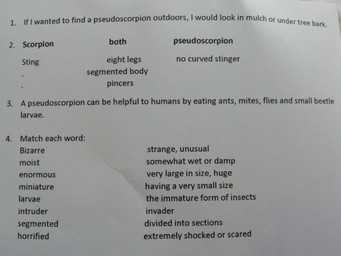 1. If I wanted to find a pseudoscorpion outdoors, I would look in mulch or under tree bark.
2. Scorpion both pseudoscorpion
Sting eight legs no curved stinger
. segmented body
. pincers
3. A pseudoscorpion can be helpful to humans by eating ants, mites, flies and small beetle
larvae.
4. Match each word:
Bizarre strange, unusual
moist somewhat wet or damp
enormous very large in size, huge
miniature having a very small size
larvae the immature form of insects
intruder invader
segmented divided into sections
horrified extremely shocked or scared